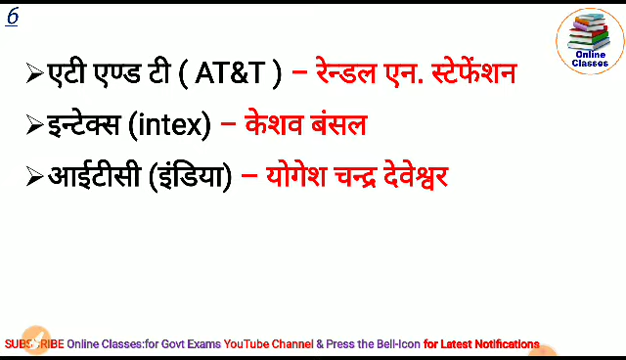 6
Online
Classes
➢एटी एण्ड टी ( AT&T ) – रेन्डल एन. स्टेफेंशन
➢इन्टेक्स (intex) – केशव बंसल
➢आईटीसी (इंडिया) – योगेश चन्द्र देवेश्वर
SUBSCRIBE Online Classes:for Govt Exams YouTube Channel & Press the Bell-Icon for Latest Notifications